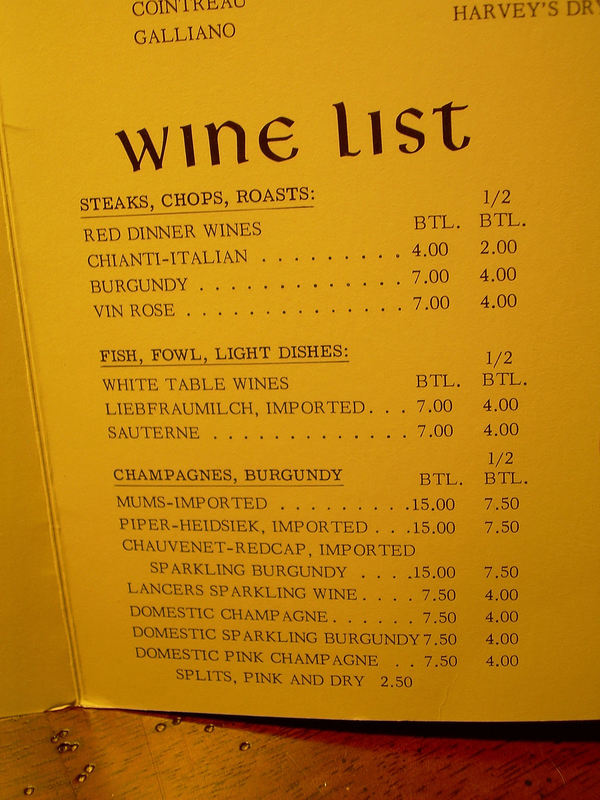 COINTREAU
GALLIANO
HARVEY'S DRY
WINE LIST
STEAKS, CHOPS, ROASTS: 1/2
RED DINNER WINES BTL. BTL.
CHIANTI-ITALIAN . . . . . . . . . . 4.00 2.00
BURGUNDY . . . . . . . . . . . . . . 7.00 4.00
VIN ROSE . . . . . . . . . . . . . . . 7.00 4.00
FISH, FOWL, LIGHT DISHES: 1/2
WHITE TABLE WINES BTL. BTL.
LIEBFRAUMILCH, IMPORTED. . . 7.00 4.00
SAUTERNE . . . . . . . . . . . . . 7.00 4.00
1/2
CHAMPAGNES, BURGUNDY BTL. BTL.
MUMS-IMPORTED . . . . . . . . .15.00 7.50
PIPER-HEIDSIEK, IMPORTED . . .15.00 7.50
CHAUVENET-REDCAP, IMPORTED
SPARKLING BURGUNDY . . . .15.00 7.50
LANCERS SPARKLING WINE . . . . 7.50 4.00
DOMESTIC CHAMPAGNE . . . . . . 7.50 4.00
DOMESTIC SPARKLING BURGUNDY 7.50 4.00
DOMESTIC PINK CHAMPAGNE . . 7.50 4.00
SPLITS, PINK AND DRY 2.50